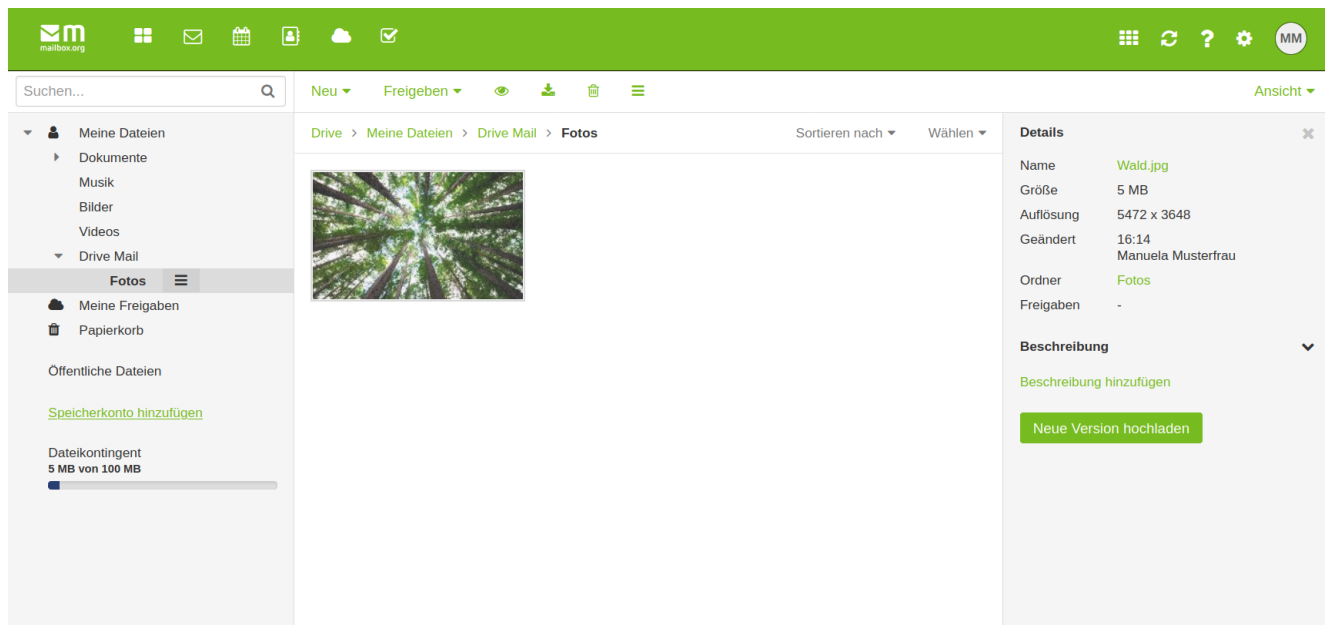 m
mailbox.org
MM
Suchen...
Neu
Freigeben
Ansicht
Meine Dateien
Dokumente
Musik
Bilder
Videos
Drive Mail
Fotos
Meine Freigaben
Papierkorb
Öffentliche Dateien
Speicherkonto hinzufügen
Dateikontingent
5 MB von 100 MB
Drive > Meine Dateien > Drive Mail > Fotos
Sortieren nach
Wählen
Details
Name Wald.jpg
Größe 5 MB
Auflösung 5472 x 3648
Geändert 16:14
Manuela Musterfrau
Ordner Fotos
Freigaben -
Beschreibung
Beschreibung hinzufügen
Neue Version hochladen